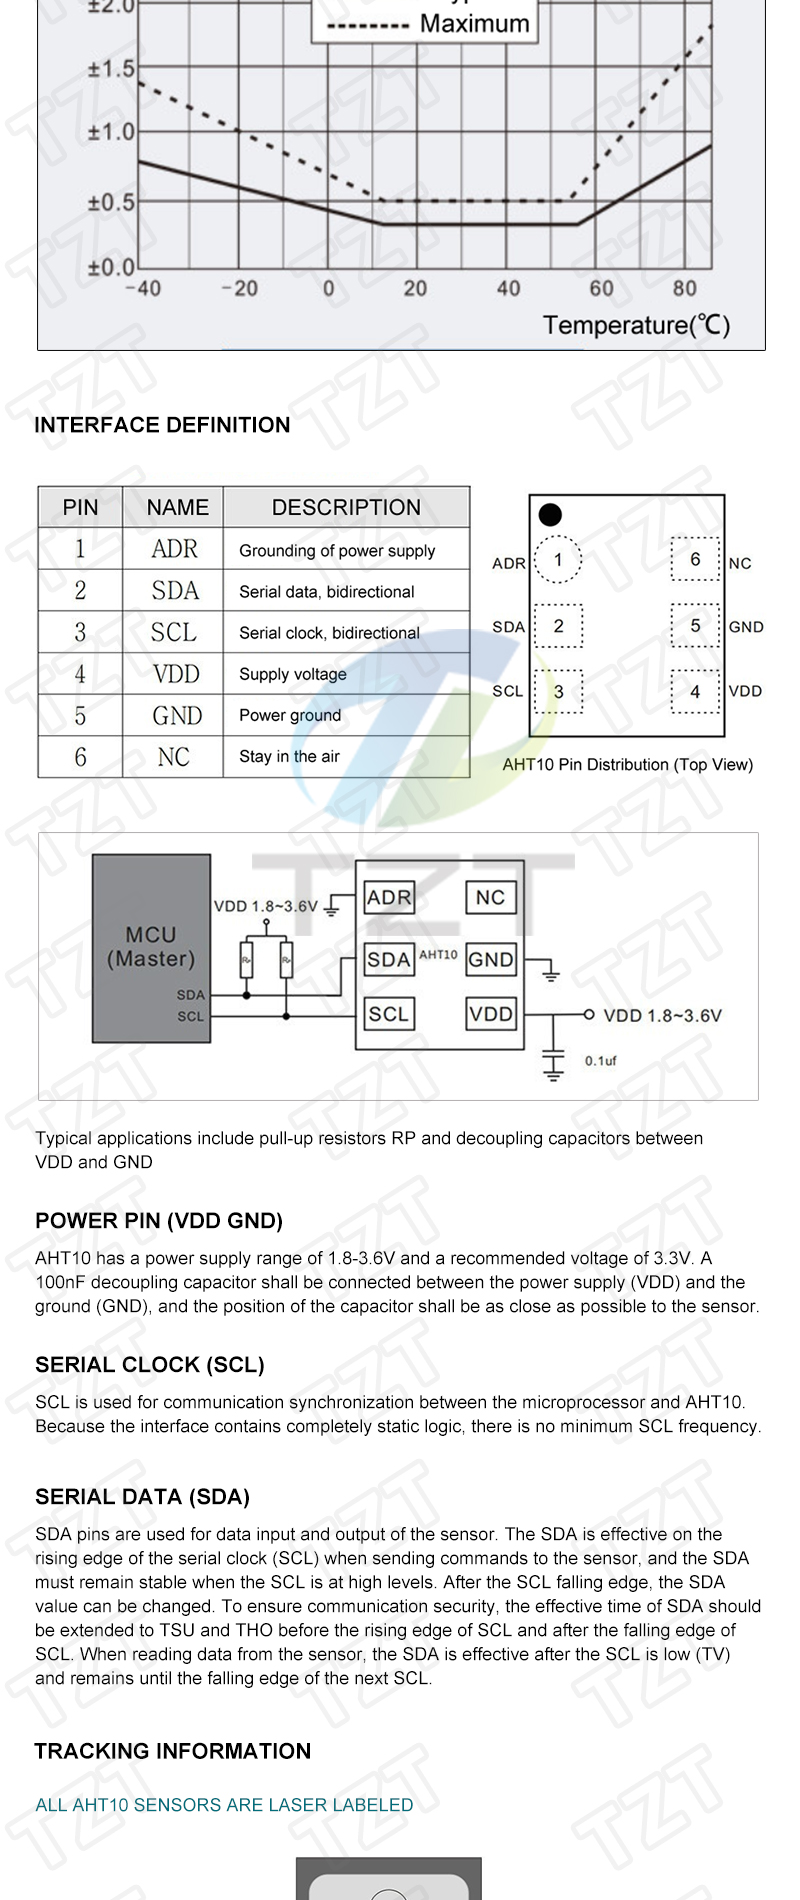 ±2.0
Maximum
±1.5
±1.0
±0.5
±0.0
-40 -20 0 20 40 60 80
Temperature(℃)
INTERFACE DEFINITION
PIN NAME DESCRIPTION
1 ADR Grounding of power supply
2 SDA Serial data, bidirectional
3 SCL Serial clock, bidirectional
4 VDD Supply voltage
5 GND Power ground
6 NC Stay in the air
ADR 1 6 NC
SDA 2 5 GND
SCL 3 4 VDD
AHT10 Pin Distribution (Top View)
TZT
MCU
(Master)
SDA
SCL
VDD 1.8~3.6V
ADR NC
SDA AHT10 GND
SCL VDD
VDD 1.8~3.6V
0.1uf
Typical applications include pull-up resistors RP and decoupling capacitors between
VDD and GND
POWER PIN (VDD GND)
AHT10 has a power supply range of 1.8-3.6V and a recommended voltage of 3.3V. A
100nF decoupling capacitor shall be connected between the power supply (VDD) and the
ground (GND), and the position of the capacitor shall be as close as possible to the sensor.
SERIAL CLOCK (SCL)
SCL is used for communication synchronization between the microprocessor and AHT10.
Because the interface contains completely static logic, there is no minimum SCL frequency.
SERIAL DATA (SDA)
SDA pins are used for data input and output of the sensor. The SDA is effective on the
rising edge of the serial clock (SCL) when sending commands to the sensor, and the SDA
must remain stable when the SCL is at high levels. After the SCL falling edge, the SDA
value can be changed. To ensure communication security, the effective time of SDA should
be extended to TSU and THO before the rising edge of SCL and after the falling edge of
SCL. When reading data from the sensor, the SDA is effective after the SCL is low (TV)
and remains until the falling edge of the next SCL.
TRACKING INFORMATION
ALL AHT10 SENSORS ARE LASER LABELED